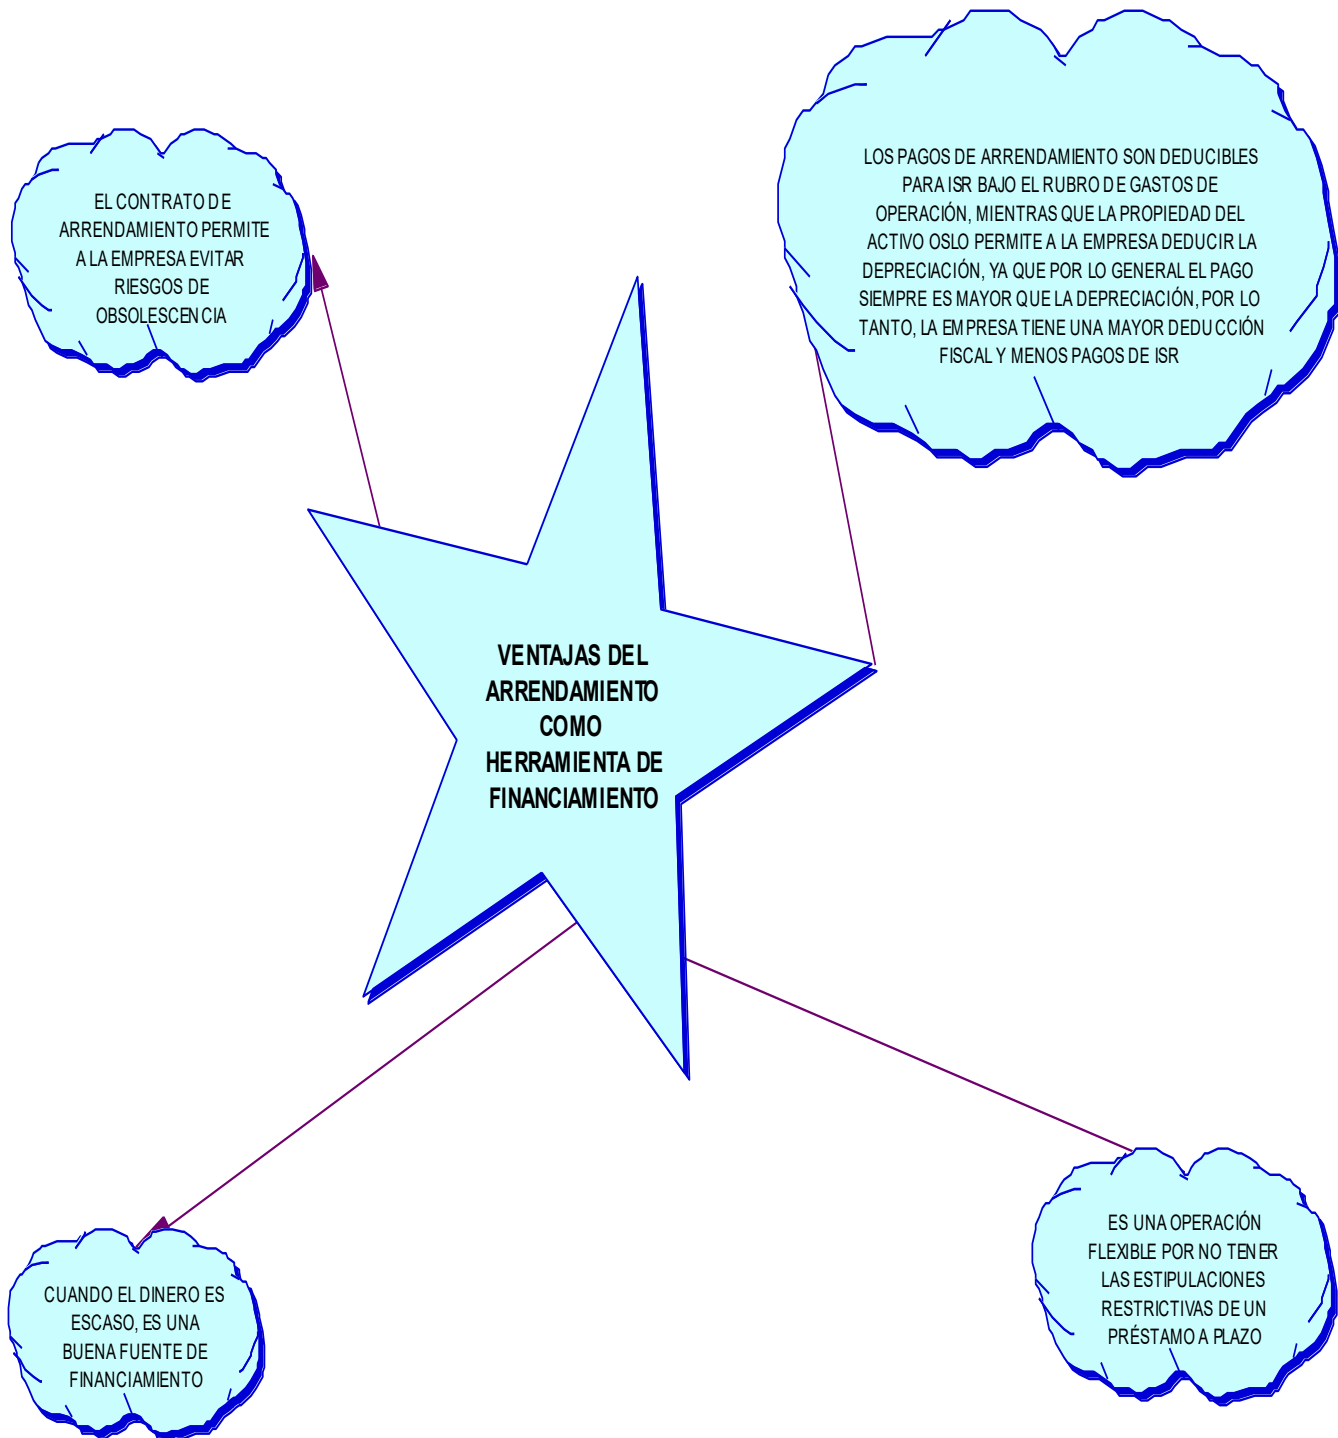 EL CONTRATO DE
ARRENDAMIENTO PERMITE
A LA EMPRESA EVITAR
RIESGOS DE
OBSOLESCENCIA
LOS PAGOS DE ARRENDAMIENTO SON DEDUCIBLES
PARA ISR BAJO EL RUBRO DE GASTOS DE
OPERACIÓN, MIENTRAS QUE LA PROPIEDAD DEL
ACTIVO OSLO PERMITE A LA EMPRESA DEDUCIR LA
DEPRECIACIÓN, YA QUE POR LO GENERAL EL PAGO
SIEMPRE ES MAYOR QUE LA DEPRECIACIÓN, POR LO
TANTO, LA EMPRESA TIENE UNA MAYOR DEDUCCIÓN
FISCAL Y MENOS PAGOS DE ISR
VENTAJAS DEL
ARRENDAMIENTO
COMO
HERRAMIENTA DE
FINANCIAMIENTO
CUANDO EL DINERO ES
ESCASO, ES UNA
BUENA FUENTE DE
FINANCIAMIENTO
ES UNA OPERACIÓN
FLEXIBLE POR NO TENER
LAS ESTIPULACIONES
RESTRICTIVAS DE UN
PRÉSTAMO A PLAZO